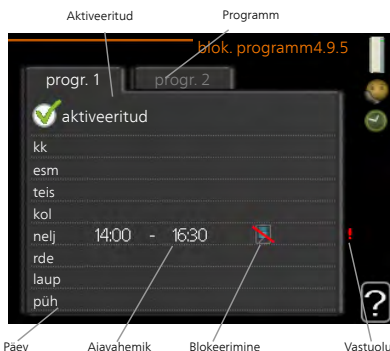 Aktiveeritud
Programm
blok. programm4.9.5
progr. 1
progr. 2
aktiveeritud
kk
esm
teis
kol
nelj 14:00 - 16:30 !
rde
laup
püh
?
Päev
Ajavahemik
Blokeerimine
Vastuolu